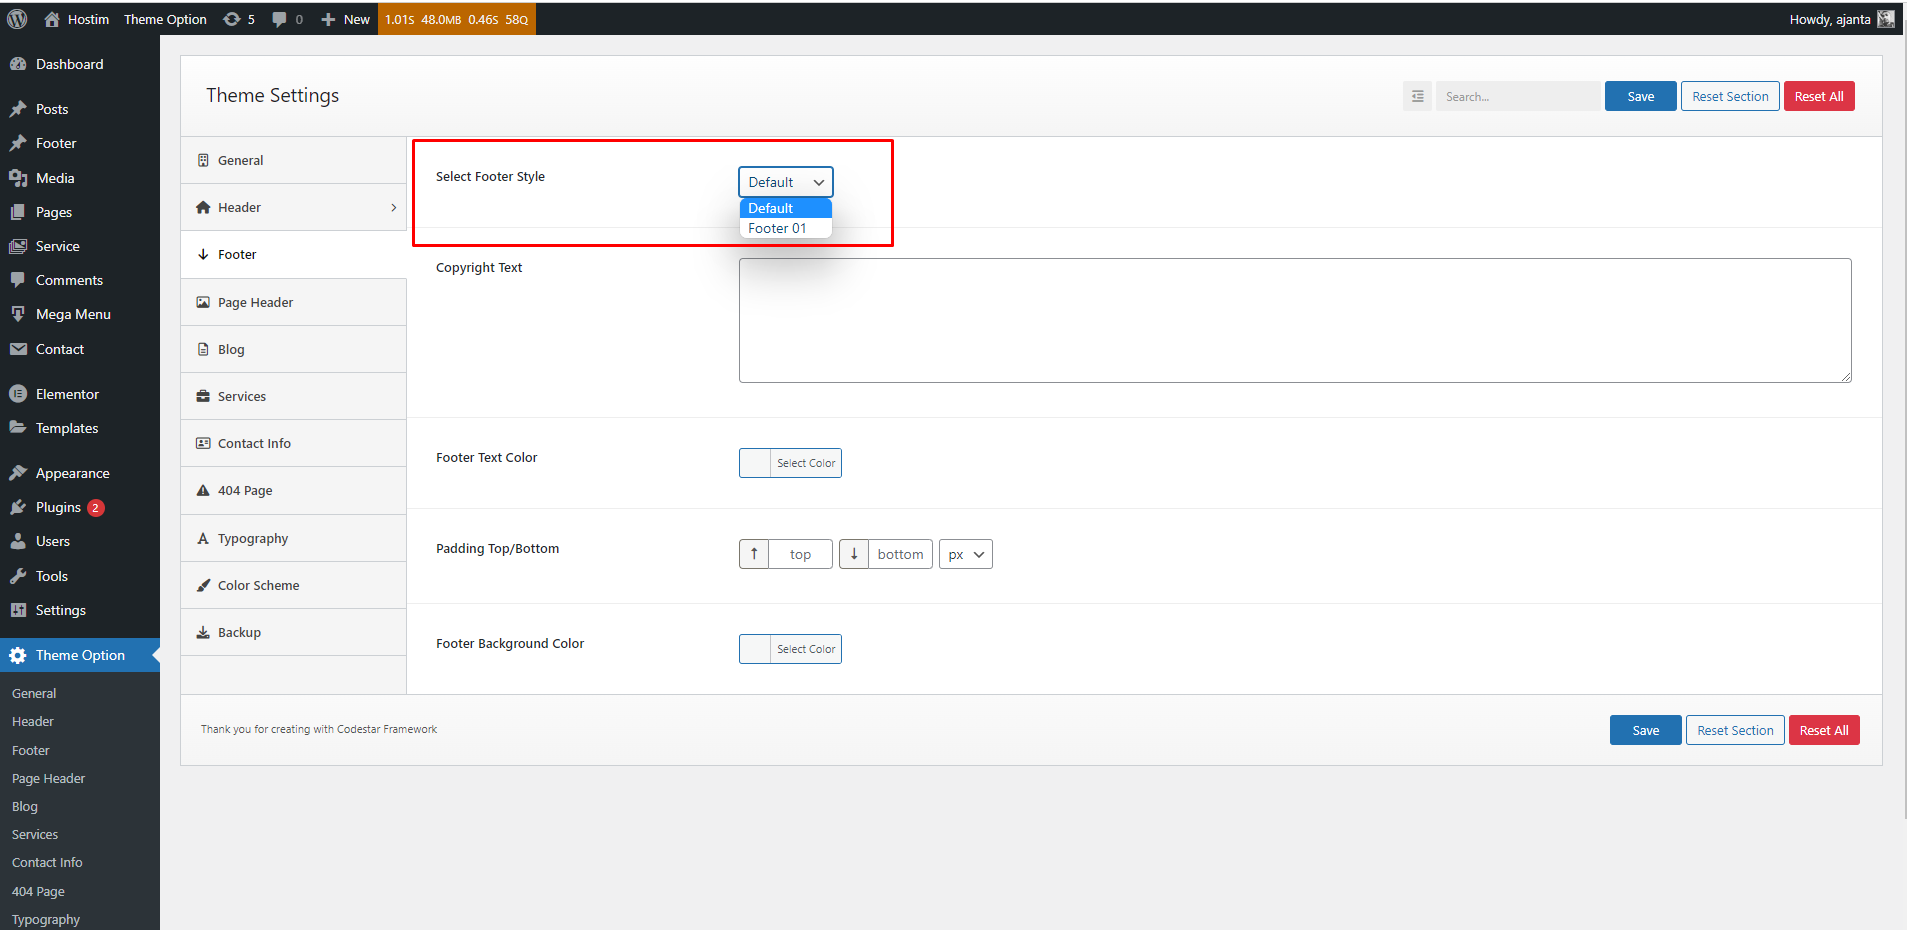 Hostim Theme Option 5 0 New 1.01S 48.0MB 0.46S 58Q Howdy, ajanta
Dashboard
Posts
Footer
Media
Pages
Service
Comments
Mega Menu
Contact
Elementor
Templates
Appearance
Plugins 2
Users
Tools
Settings
Theme Option
General
Header
Footer
Page Header
Blog
Services
Contact Info
404 Page
Typography
Theme Settings
Search...
Save
Reset Section
Reset All
General
Header
Footer
Page Header
Blog
Services
Contact Info
404 Page
Typography
Color Scheme
Backup
Select Footer Style
Default
Default
Footer 01
Copyright Text
Footer Text Color
Select Color
Padding Top/Bottom
top
bottom
px
Footer Background Color
Select Color
Thank you for creating with Codestar Framework
Save
Reset Section
Reset All